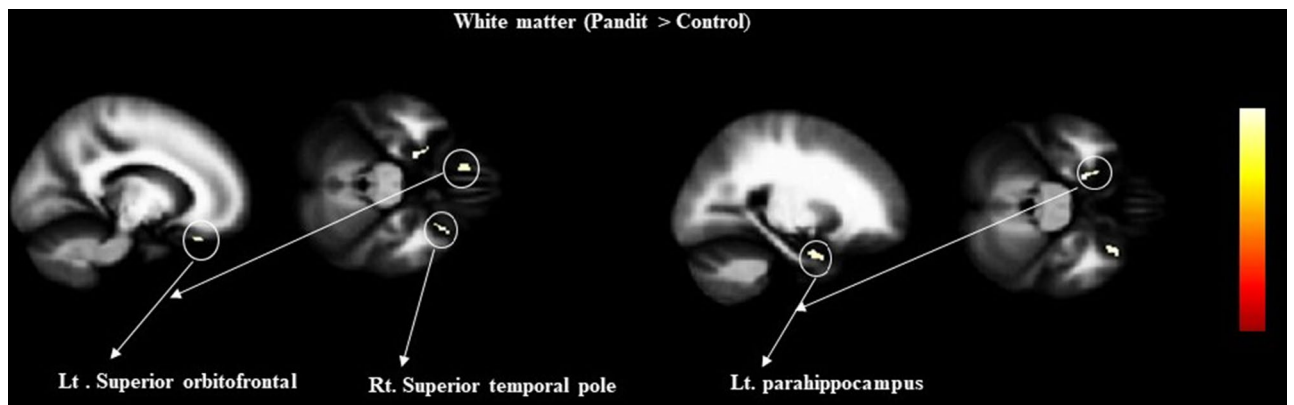 White matter (Pandit > Control)
Lt . Superior orbitofrontal
Rt. Superior temporal pole
Lt. parahippocampus